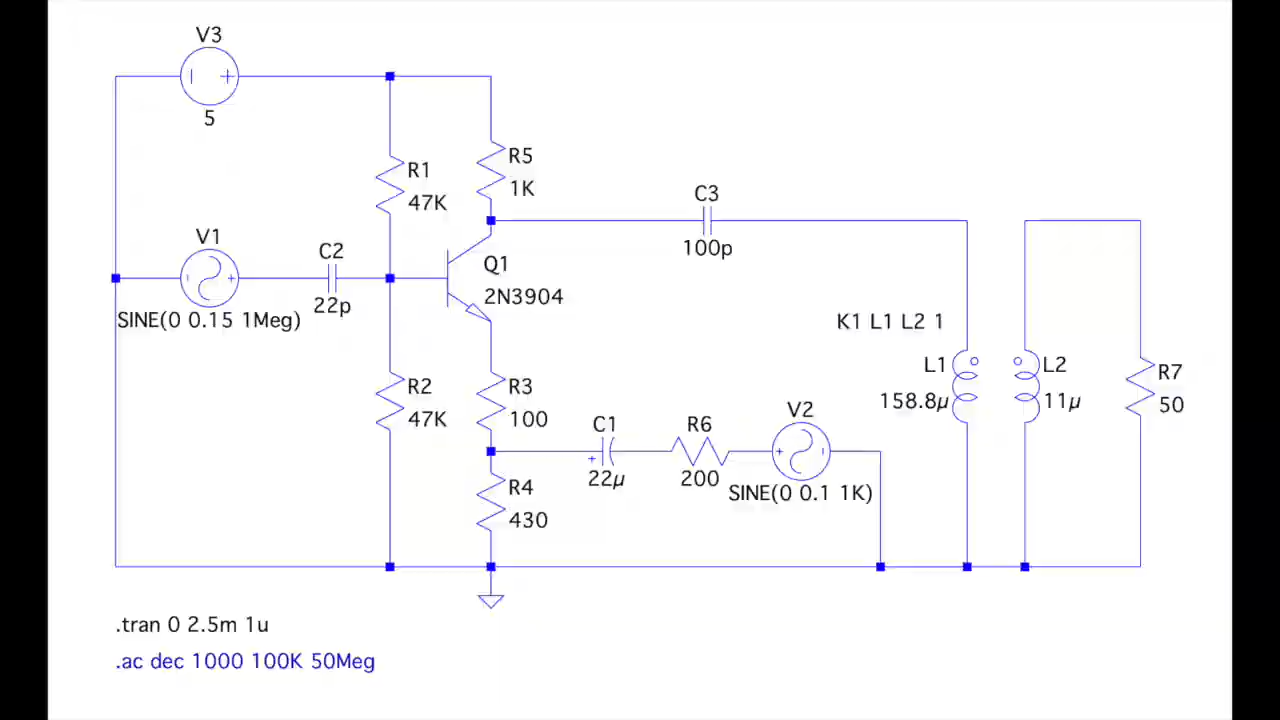 V3
5
R1
47K
R5
1K
C3
100p
V1
SINE(0 0.15 1Meg)
C2
22p
Q1
2N3904
K1 L1 L2 1
L1
158.8µ
L2
11µ
R7
50
R2
47K
R3
100
C1
22µ
R6
200
V2
SINE(0 0.1 1K)
R4
430
.tran 0 2.5m 1u
.ac dec 1000 100K 50Meg